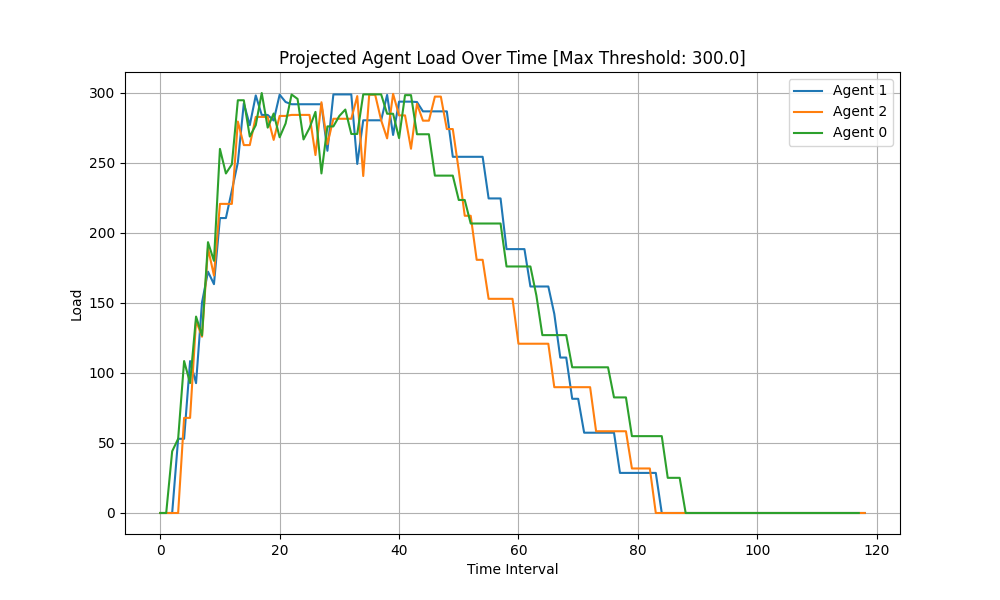 Projected Agent Load Over Time [Max Threshold: 300.0]
Agent 1
Agent 2
Agent 0
300
250
200
150
100
50
0
Load
0 20 40 60 80 100 120
Time Interval